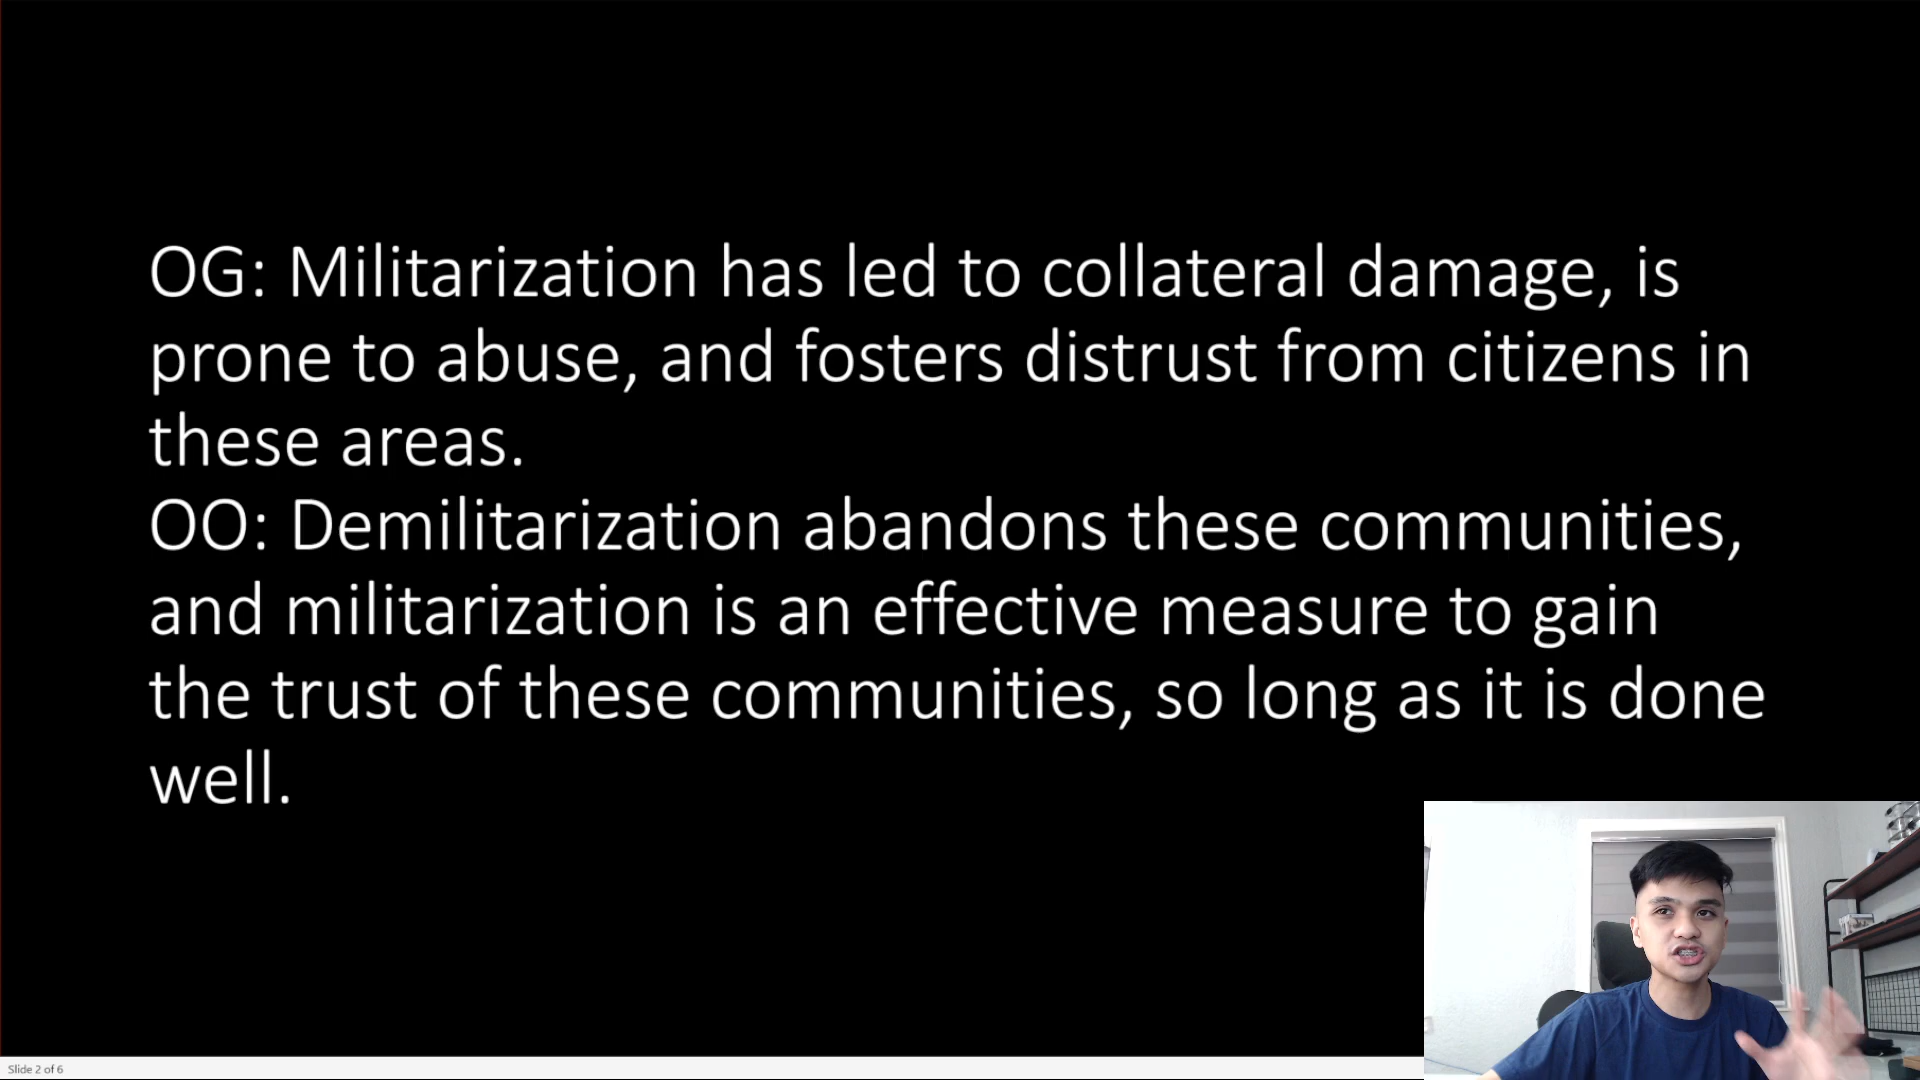 OG: Militarization has led to collateral damage, is
prone to abuse, and fosters distrust from citizens in
these areas.
OO: Demilitarization abandons these communities,
and militarization is an effective measure to gain
the trust of these communities, so long as it is done
well.
Slide 2 of 6